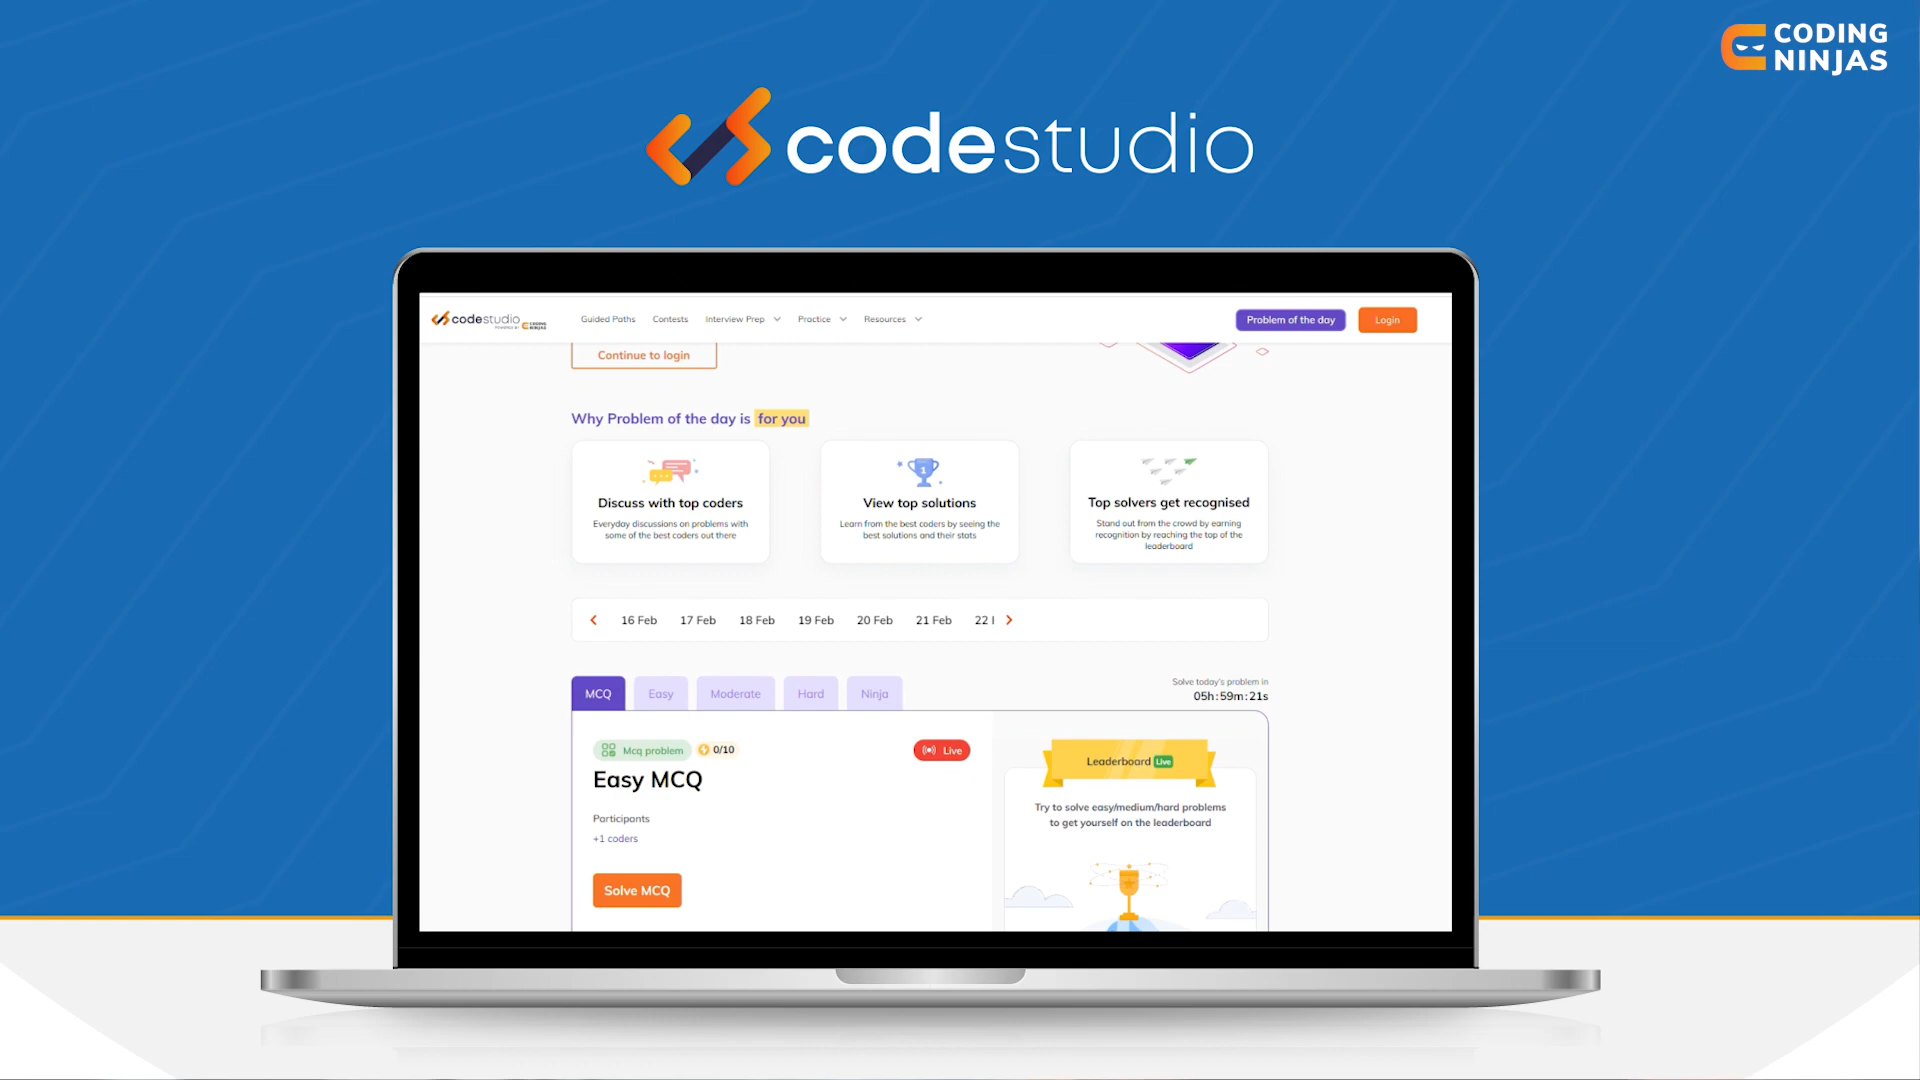 CODING
NINJAS
codestudio
codestudio
POWERED BY CODING NINJAS
Guided Paths
Contests
Interview Prep
Practice
Resources
Problem of the day
Login
Continue to login
Why Problem of the day is for you
Discuss with top coders
Everyday discussions on problems with
some of the best coders out there
View top solutions
Learn from the best coders by seeing the
best solutions and their stats
1
Top solvers get recognised
Stand out from the crowd by earning
recognition by reaching the top of the
leaderboard
16 Feb
17 Feb
18 Feb
19 Feb
20 Feb
21 Feb
22
MCQ
Easy
Moderate
Hard
Ninja
Solve today's problem in
05h:59m:21s
Mcq problem
0/10
Live
Easy MCQ
Participants
+1 coders
Solve MCQ
Leaderboard Live
Try to solve easy/medium/hard problems
to get yourself on the leaderboard